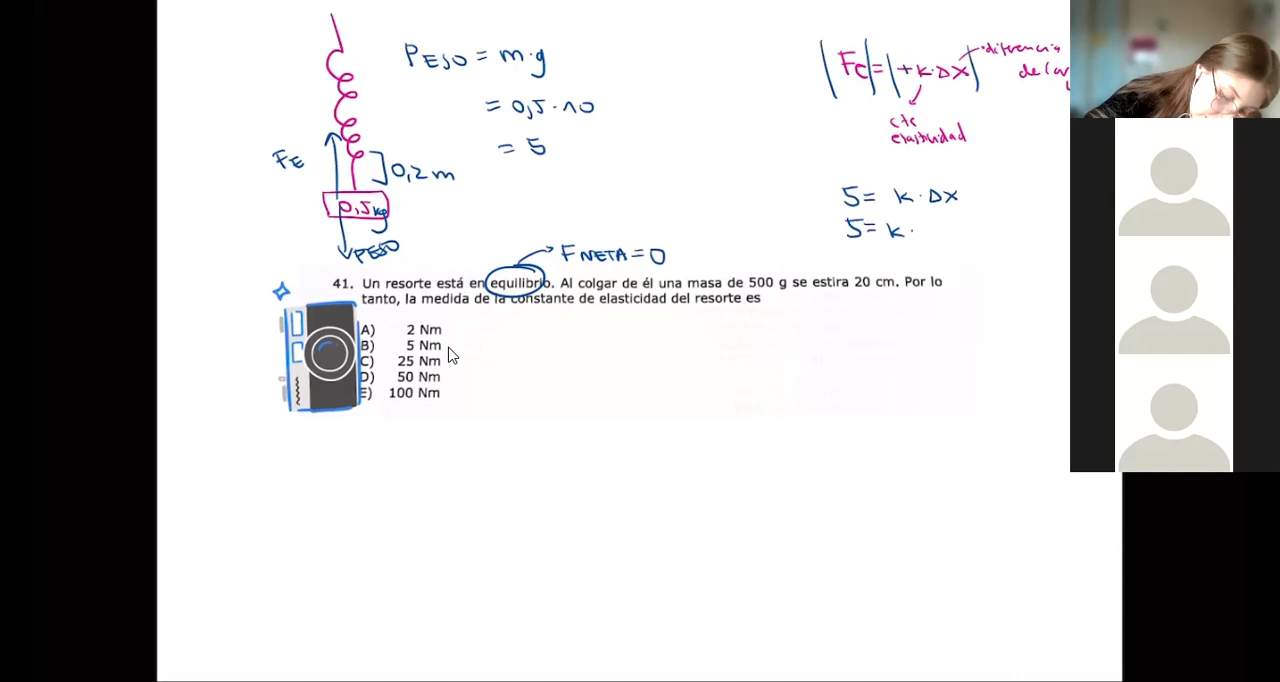 PESO = m·g
= 0,5·10
= 5
FE
0,2 m
0,5 kg
PESO
|Fe| = |+k·Δx|
diferencia
de
cte
elasticidad
5 = k·Δx
5 = k·
FNETA = 0
41. Un resorte está en equilibrio. Al colgar de él una masa de 500 g se estira 20 cm. Por lo
tanto, la medida de la constante de elasticidad del resorte es
A) 2 Nm
B) 5 Nm
C) 25 Nm
D) 50 Nm
E) 100 Nm